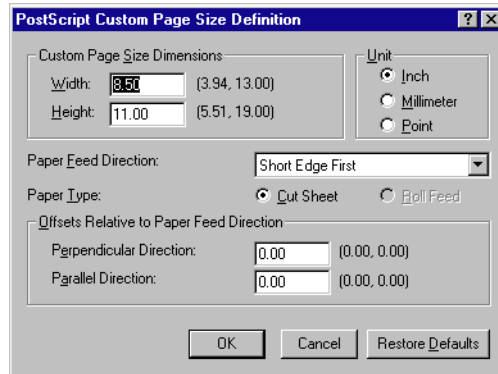 PostScript Custom Page Size Definition
Custom Page Size Dimensions
Width: 8.50 (3.94, 13.00)
Height: 11.00 (5.51, 19.00)
Unit
Inch
Millimeter
Point
Paper Feed Direction: Short Edge First
Paper Type: Cut Sheet Roll Feed
Offsets Relative to Paper Feed Direction
Perpendicular Direction: 0.00 (0.00, 0.00)
Parallel Direction: 0.00 (0.00, 0.00)
OK Cancel Restore Defaults